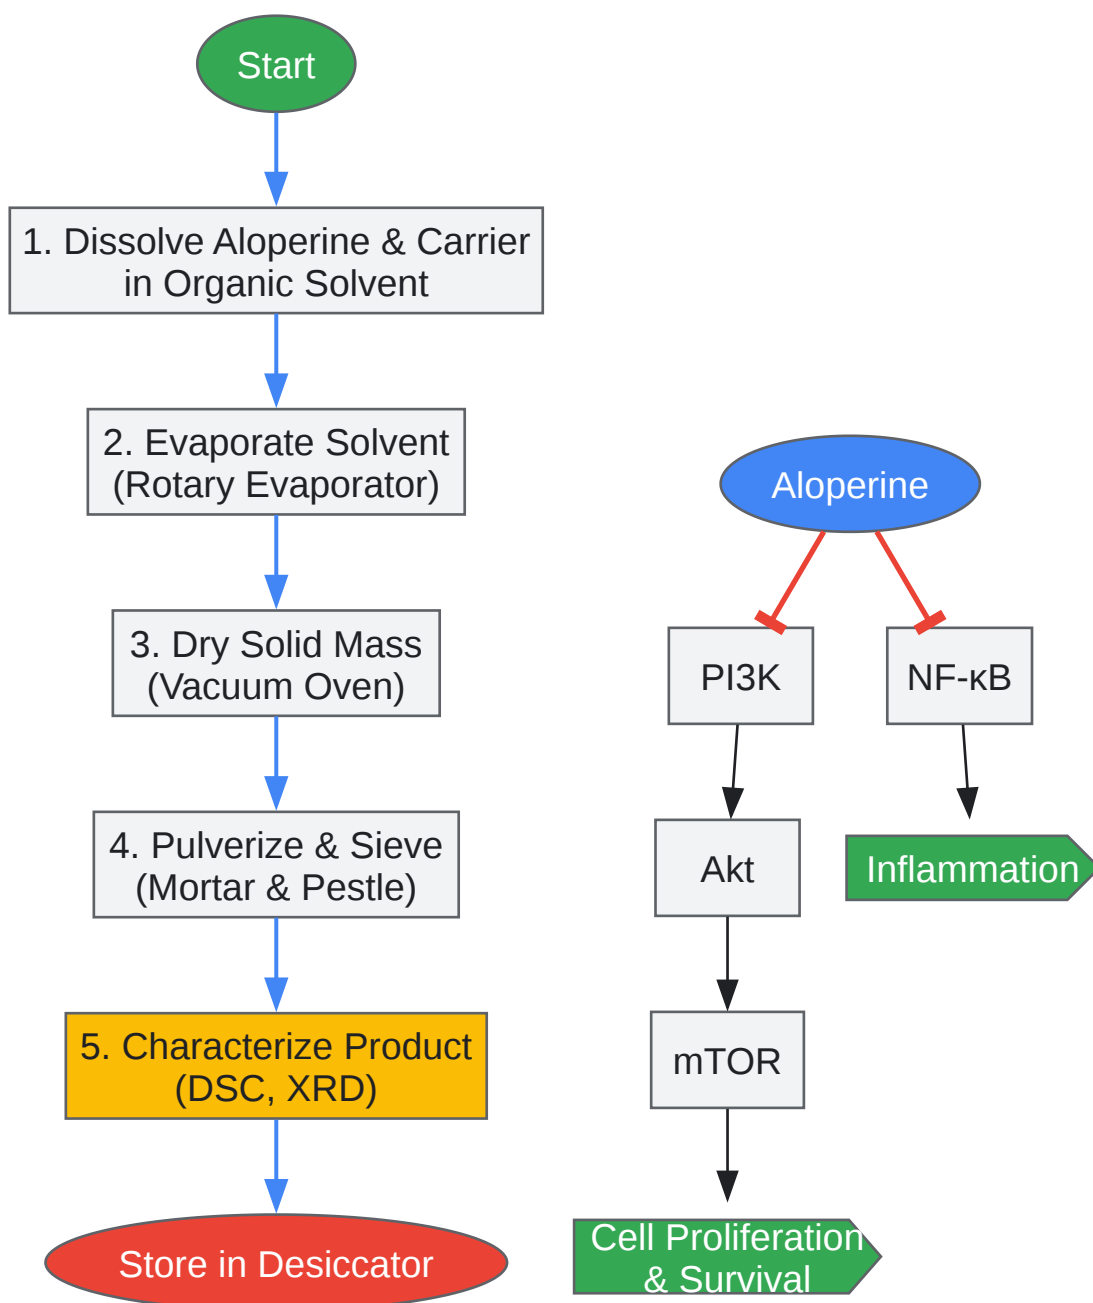 Start
1. Dissolve Aloperine & Carrier
in Organic Solvent
2. Evaporate Solvent
(Rotary Evaporator)
3. Dry Solid Mass
(Vacuum Oven)
4. Pulverize & Sieve
(Mortar & Pestle)
5. Characterize Product
(DSC, XRD)
Store in Desiccator
Aloperine
PI3K
NF-κB
Akt
Inflammation
mTOR
Cell Proliferation
& Survival